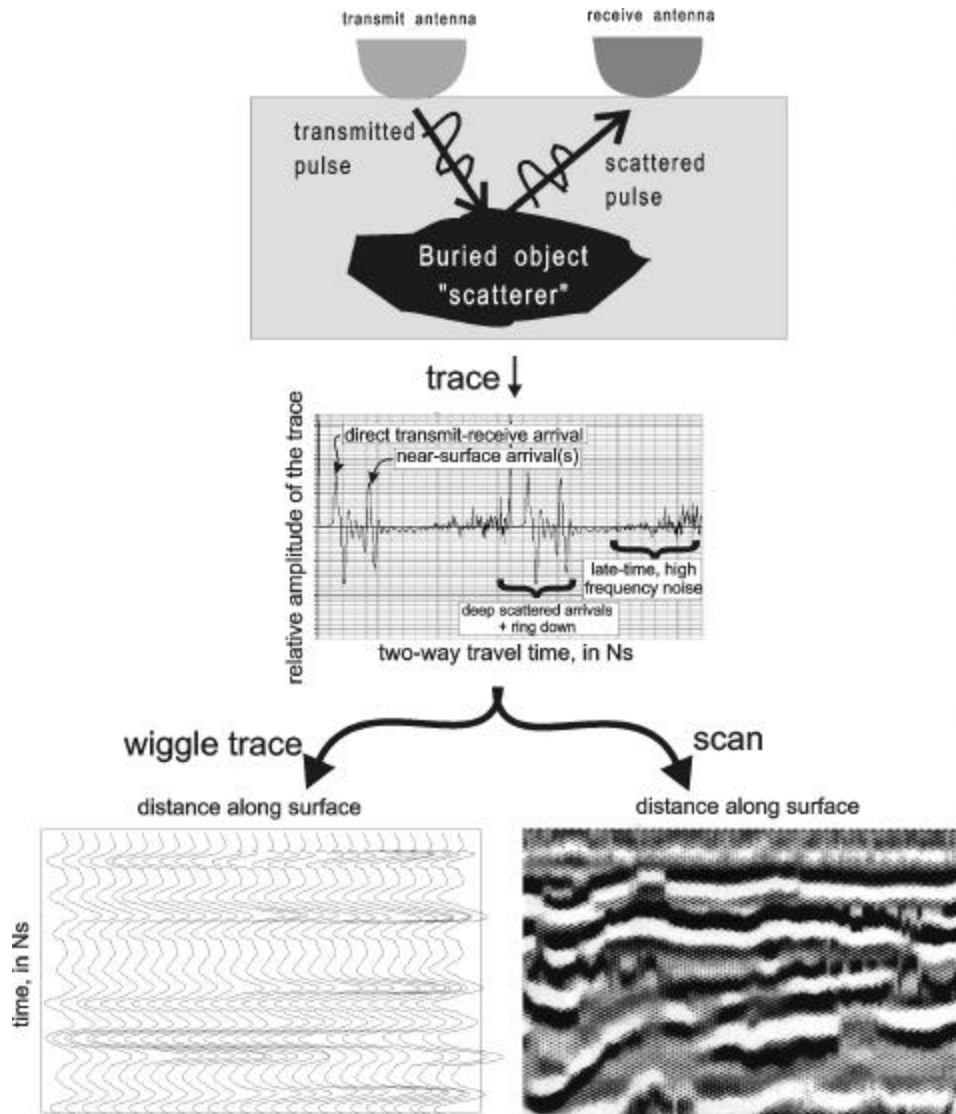 transmit antenna
receive antenna
transmitted
pulse
scattered
pulse
Buried object
"scatterer"
trace
relative amplitude of the trace
direct transmit-receive arrival
near-surface arrival(s)
late-time, high
frequency noise
deep scattered arrivals
+ ring down
two-way travel time, in Ns
wiggle trace
scan
distance along surface
distance along surface
time, in Ns